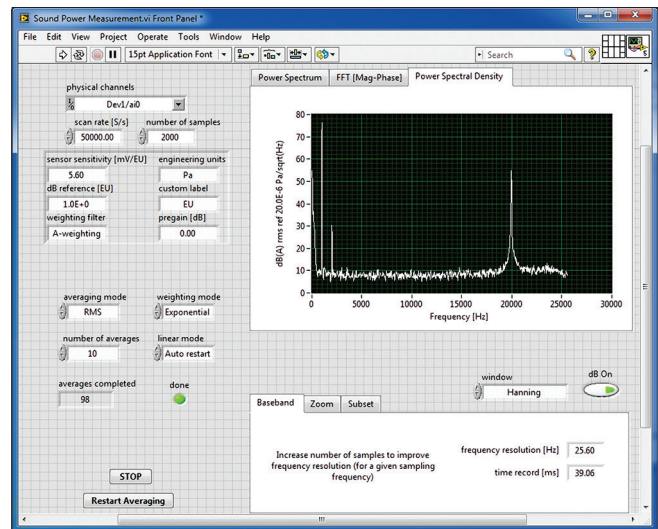 Sound Power Measurement.vi Front Panel *
File Edit View Project Operate Tools Window Help
15pt Application Font
Search
5
physical channels
Dev1/ai0
scan rate [S/s] number of samples
50000.00 2000
sensor sensitivity [mV/EU] engineering units
5.60 Pa
dB reference [EU] custom label
1.0E+0 EU
weighting filter pregain [dB]
A-weighting 0.00
averaging mode weighting mode
RMS Exponential
number of averages linear mode
10 Auto restart
averages completed done
98
STOP
Restart Averaging
Power Spectrum FFT [Mag-Phase] Power Spectral Density
dB(A) rms ref 20.0E-6 Pa/sqrt(Hz)
80
70
60
50
40
30
20
10
0
0 5000 10000 15000 20000 25000 30000
Frequency [Hz]
window dB On
Hanning
Baseband Zoom Subset
Increase number of samples to improve
frequency resolution (for a given sampling
frequency)
frequency resolution [Hz] 25.60
time record [ms] 39.06